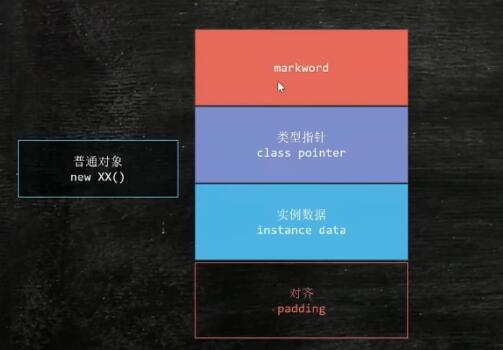 markword
类型指针
class pointer
普通对象
new XX()
实例数据
instance data
对齐
padding